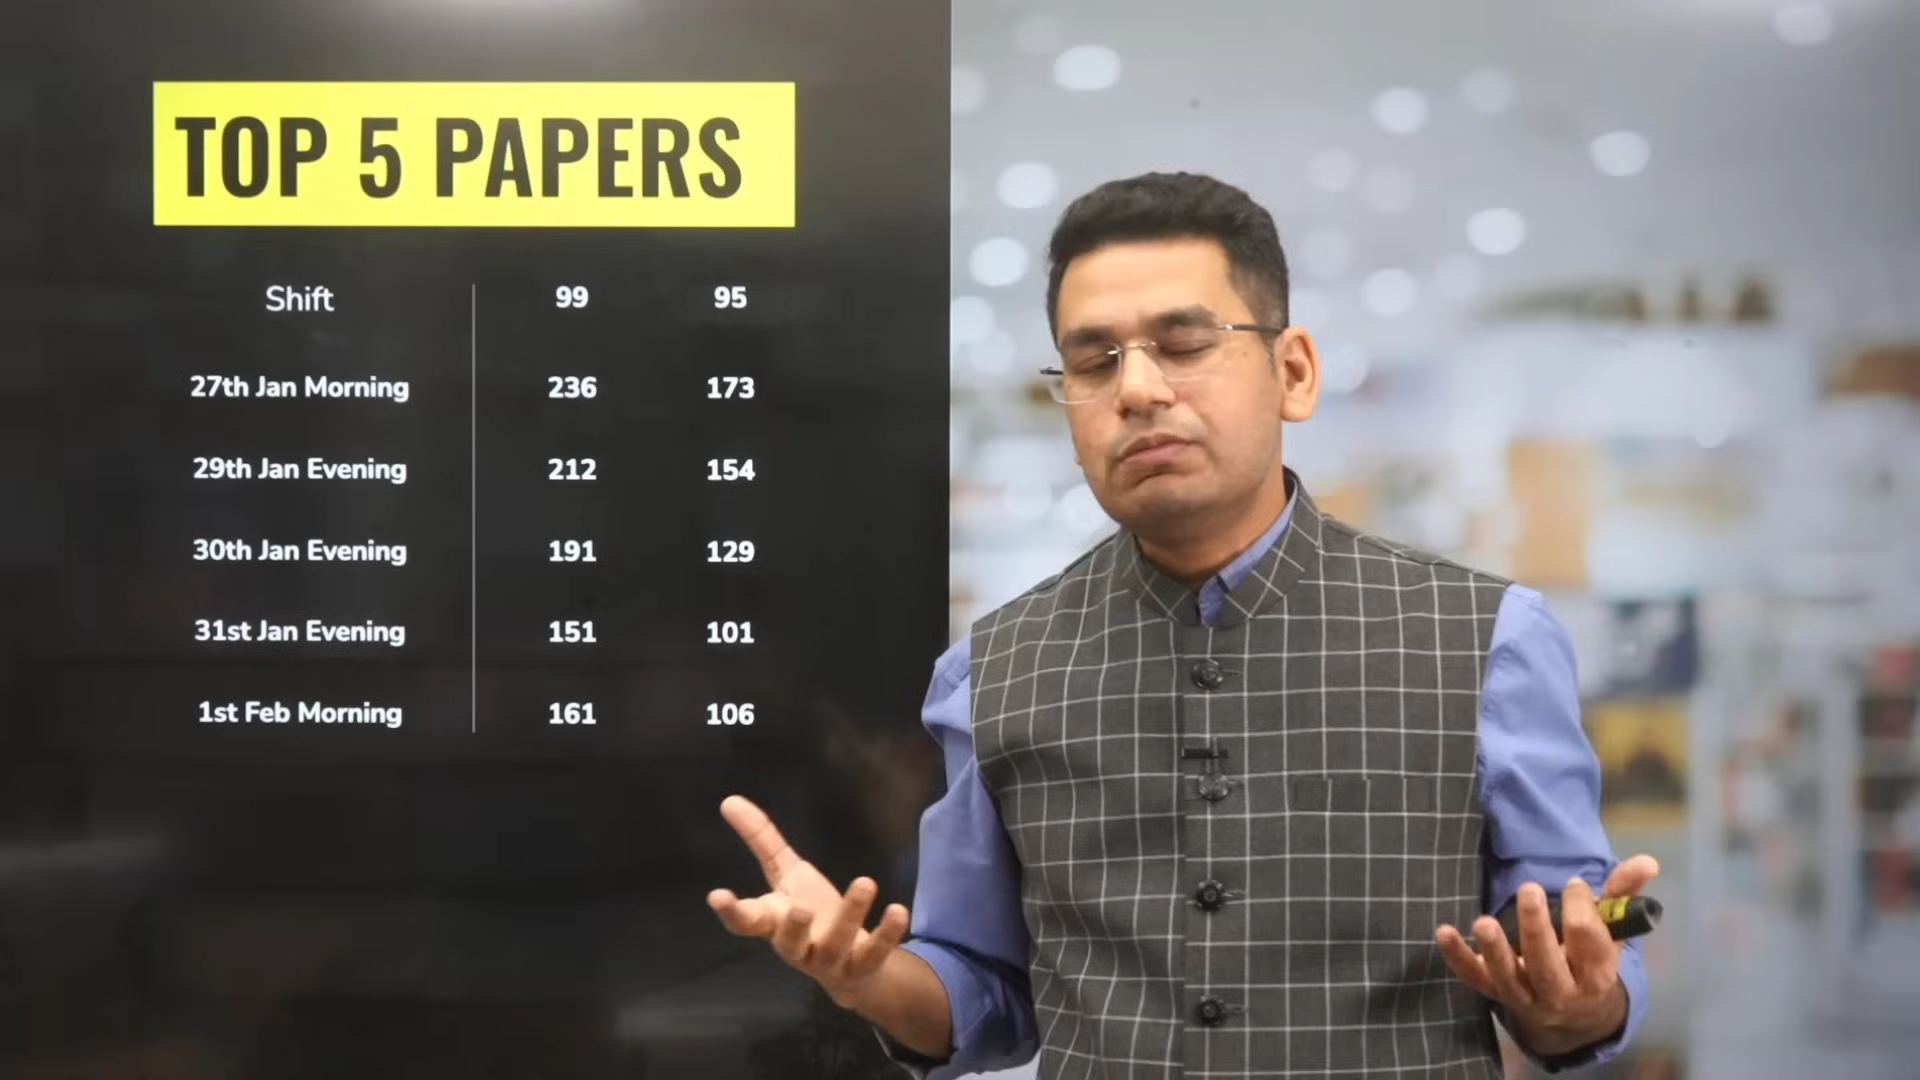 TOP 5 PAPERS
Shift 99 95
27th Jan Morning 236 173
29th Jan Evening 212 154
30th Jan Evening 191 129
31st Jan Evening 151 101
1st Feb Morning 161 106